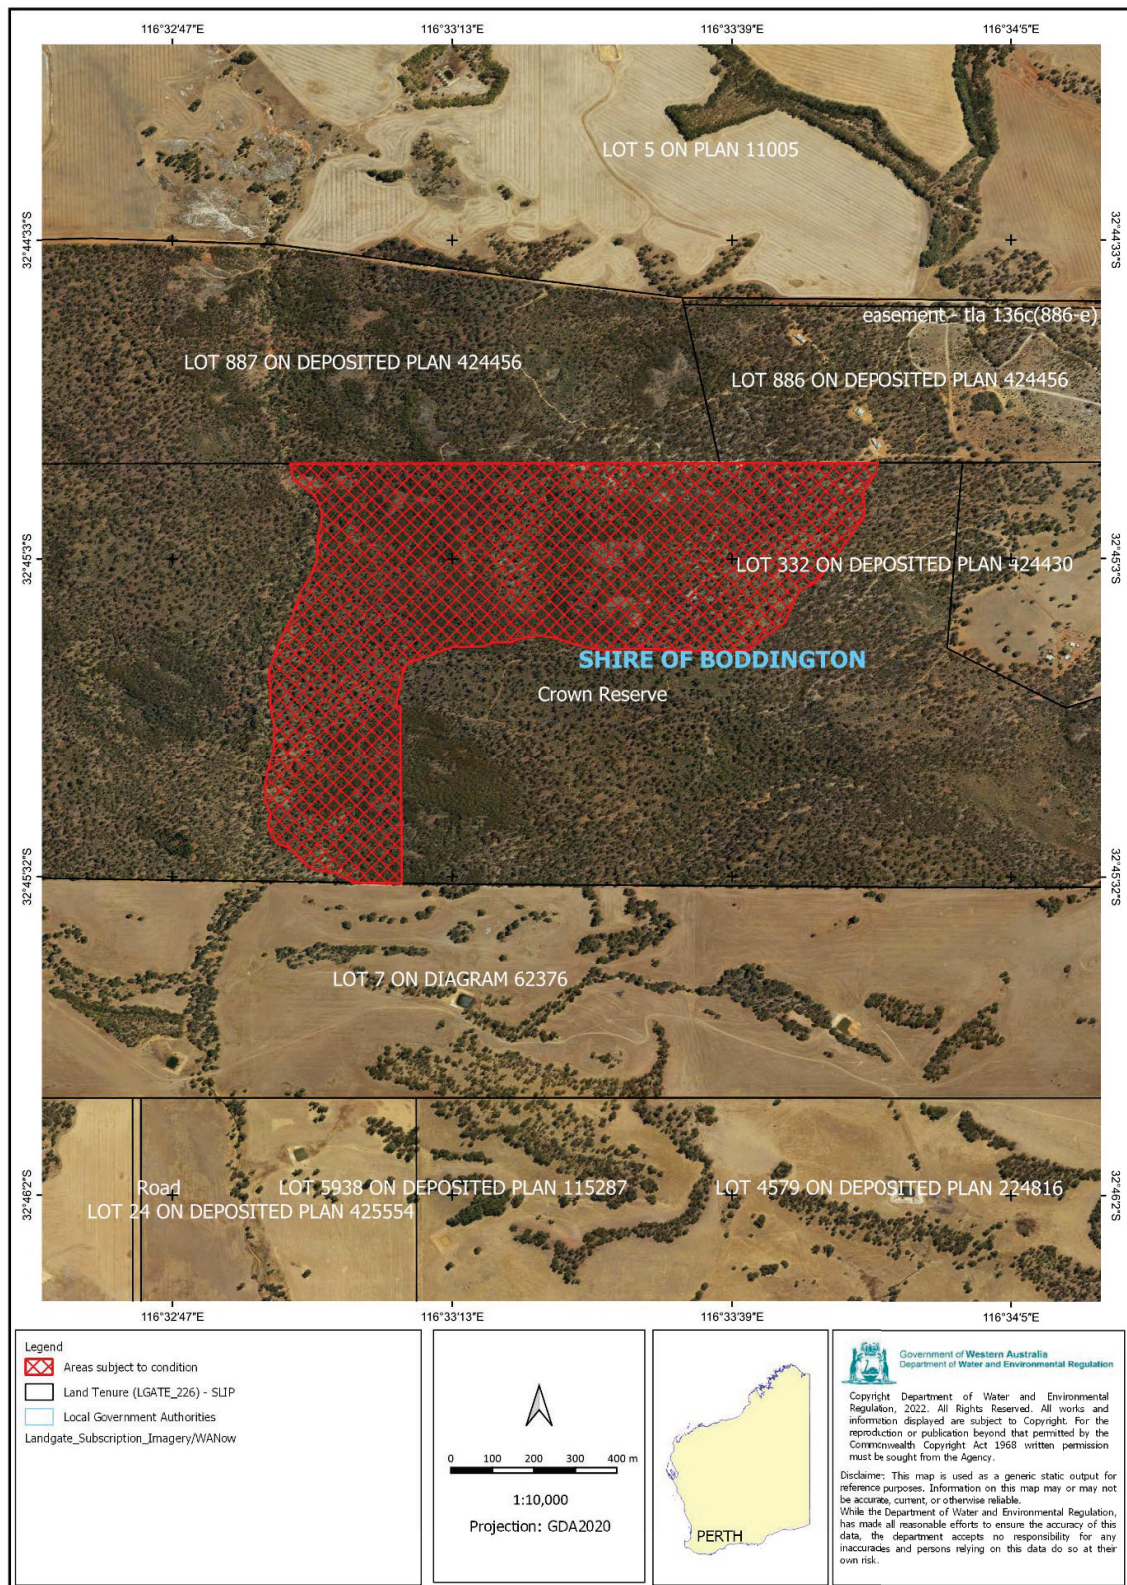 116°32'47"E 116°33'13"E 116°33'39"E 116°34'5"E
LOT 5 ON PLAN 11005
32°44'33"S 32°44'33"S
easement - tla 136c(886-e)
LOT 887 ON DEPOSITED PLAN 424456
LOT 886 ON DEPOSITED PLAN 424456
32°45'3"S 32°45'3"S
LOT 332 ON DEPOSITED PLAN 424430
SHIRE OF BODDINGTON
Crown Reserve
32°45'32"S 32°45'32"S
LOT 7 ON DIAGRAM 62376
32°46'2"S 32°46'2"S
Road
LOT 5938 ON DEPOSITED PLAN 115287
LOT 4579 ON DEPOSITED PLAN 224816
LOT 24 ON DEPOSITED PLAN 425554
116°32'47"E 116°33'13"E 116°33'39"E 116°34'5"E
Legend
Areas subject to condition
Land Tenure (LGATE_226) - SLIP
Local Government Authorities
Landgate_Subscription_Imagery/WANow
0 100 200 300 400 m
1:10,000
Projection: GDA2020
PERTH
Government of Western Australia
Department of Water and Environmental Regulation
Copyright Department of Water and Environmental
Regulation, 2022. All Rights Reserved. All works and
information displayed are subject to Copyright. For the
reproduction or publication beyond that permitted by the
Commonwealth Copyright Act 1968 written permission
must be sought from the Agency.
Disclaimer: This map is used as a generic static output for
reference purposes. Information on this map may or may not
be accurate, current, or otherwise reliable.
While the Department of Water and Environmental Regulation,
has made all reasonable efforts to ensure the accuracy of this
data, the department accepts no responsibility for any
inaccuracies and persons relying on this data do so at their
own risk.